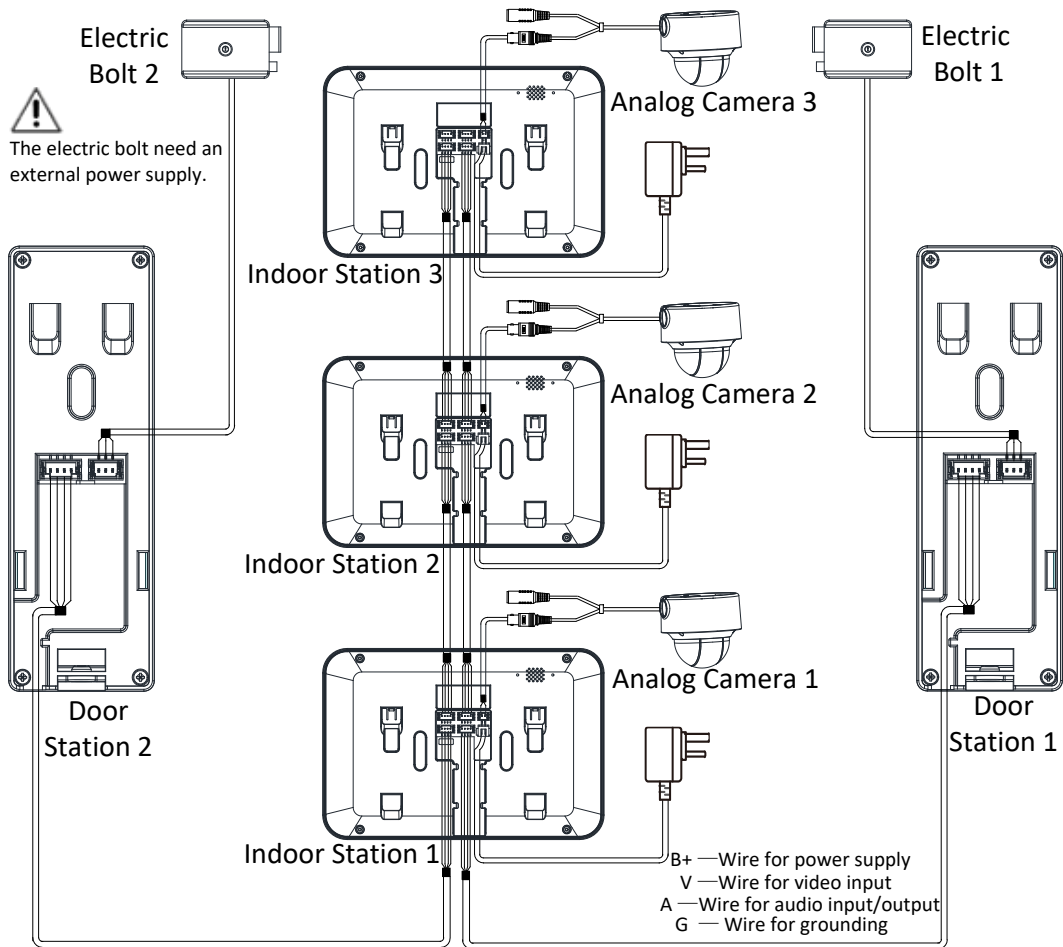 Electric
Bolt 2
Electric
Bolt 1
Analog Camera 3
The electric bolt need an
external power supply.
Indoor Station 3
Analog Camera 2
Indoor Station 2
Analog Camera 1
Door
Station 2
Door
Station 1
Indoor Station 1
B+ —Wire for power supply
V —Wire for video input
A —Wire for audio input/output
G — Wire for grounding